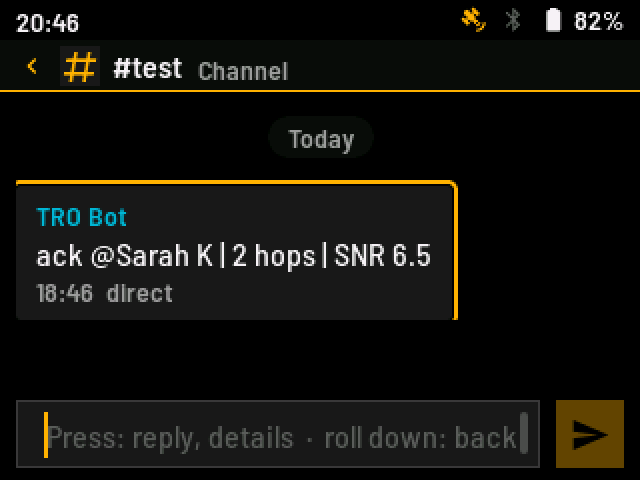 20:46
82%
#test Channel
Today
TRO Bot
ack @Sarah K | 2 hops | SNR 6.5
18:46 direct
Press: reply, details · roll down: back